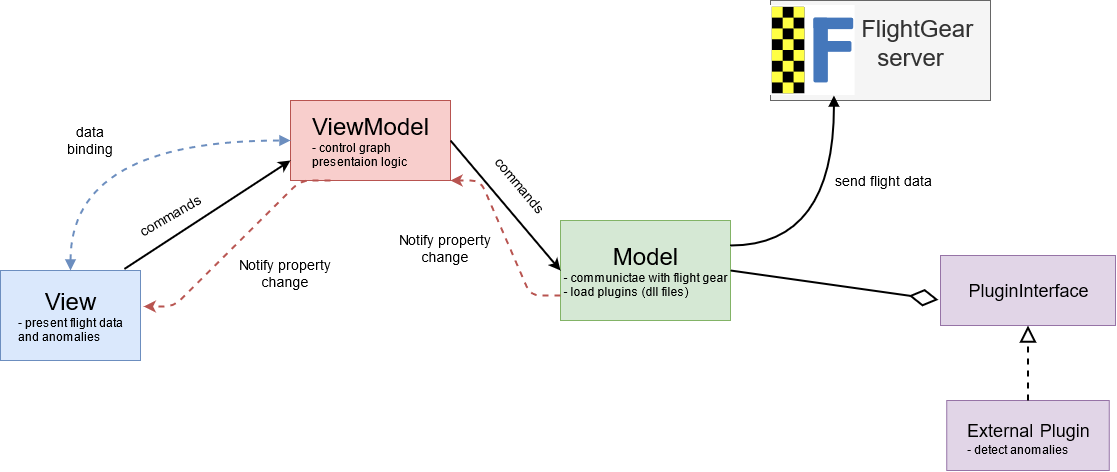 FlightGear
server
F
data
binding
ViewModel
- control graph
presentaion logic
commands
commands
send flight data
Notify property
change
Notify property
change
Model
- communictae with flight gear
- load plugins (dll files)
View
- present flight data
and anomalies
PluginInterface
External Plugin
- detect anomalies